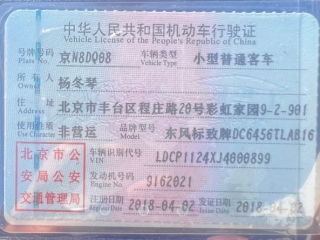 中华人民共和国机动车行驶证
Vehicle License of the People's Republic of China
号牌号码 京N8DQ08 车辆类型 小型普通客车
Plate No. Vehicle Type
所有人 杨冬琴
Owner
住址 北京市丰台区程庄路20号彩虹家园9-2-901
Address
使用性质 非营运 品牌型号 东风标致牌DC6456TLAB16
Use Character Model
北京市公安局公安交通管理局
车辆识别代号 LDCP1124XJ4000899
VIN
发动机号码 9162021
Engine No.
注册日期 2018-04-02 发证日期 2018-04-02
Register Date Issue Date